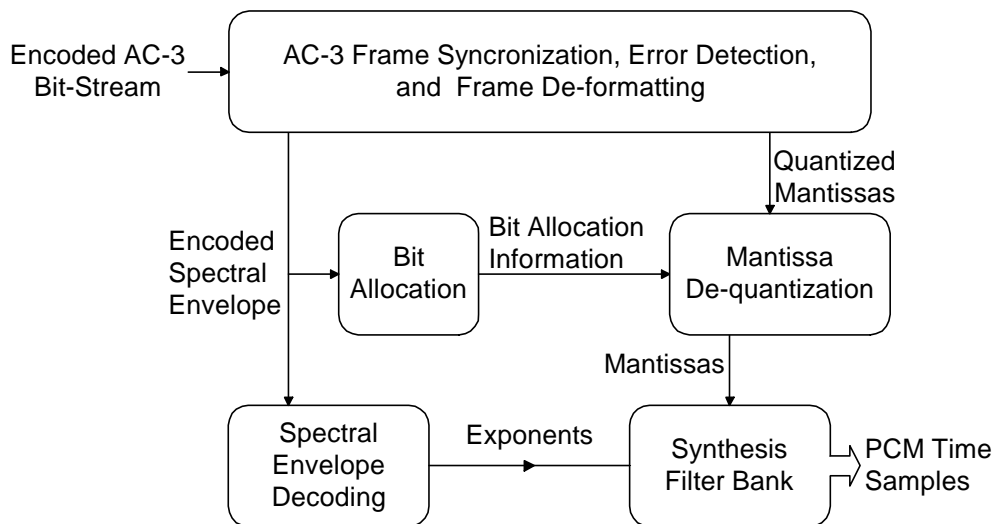 Encoded AC-3
Bit-Stream
AC-3 Frame Syncronization, Error Detection,
and Frame De-formatting
Quantized
Mantissas
Encoded
Spectral
Envelope
Bit
Allocation
Bit Allocation
Information
Mantissa
De-quantization
Mantissas
Spectral
Envelope
Decoding
Exponents
Synthesis
Filter Bank
PCM Time
Samples